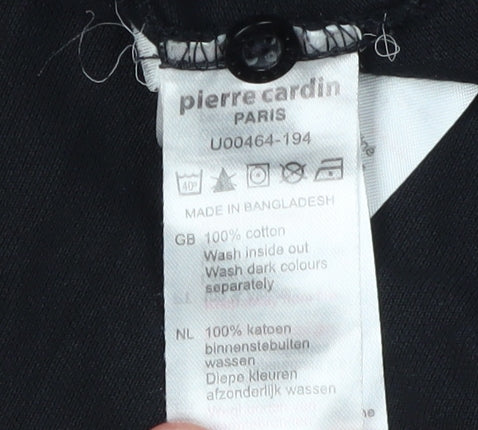 pierre cardin
PARIS
U00464-194
40°
MADE IN BANGLADESH
GB 100% cotton
Wash inside out
Wash dark colours
separately
NL 100% katoen
binnenstebuiten
wassen
Diepe kleuren
afzonderlijk wassen